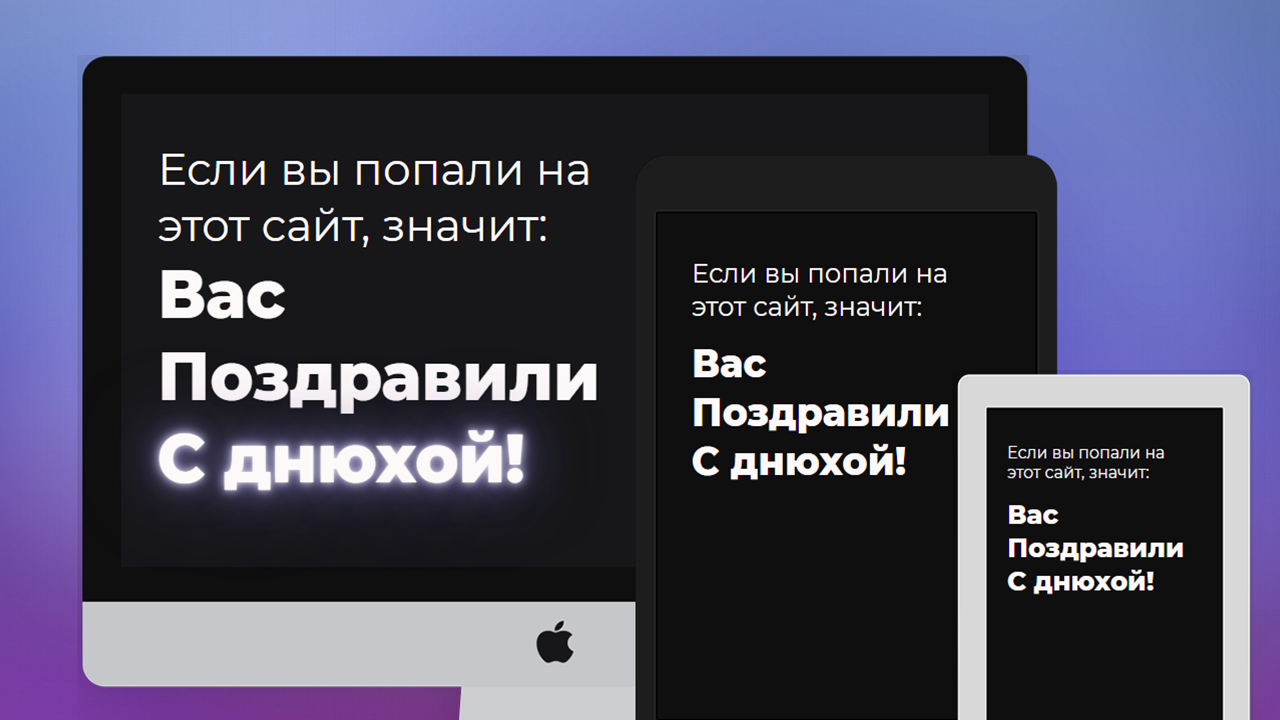 Если вы попали на
этот сайт, значит:
Вас
Поздравили
С днюхой!
Если вы попали на
этот сайт, значит:
Вас
Поздравили
С днюхой!
Если вы попали на
этот сайт, значит:
Вас
Поздравили
С днюхой!